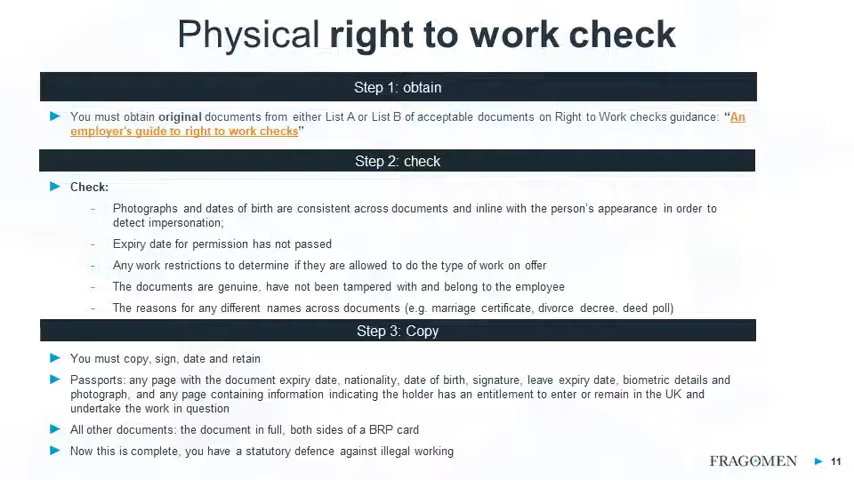 Physical right to work check
Step 1: obtain
You must obtain original documents from either List A or List B of acceptable documents on Right to Work checks guidance: “An
employer's guide to right to work checks”
Step 2: check
Check:
- Photographs and dates of birth are consistent across documents and inline with the person's appearance in order to
detect impersonation;
- Expiry date for permission has not passed
- Any work restrictions to determine if they are allowed to do the type of work on offer
- The documents are genuine, have not been tampered with and belong to the employee
- The reasons for any different names across documents (e.g. marriage certificate, divorce decree, deed poll)
Step 3: Copy
You must copy, sign, date and retain
Passports: any page with the document expiry date, nationality, date of birth, signature, leave expiry date, biometric details and
photograph, and any page containing information indicating the holder has an entitlement to enter or remain in the UK and
undertake the work in question
All other documents: the document in full, both sides of a BRP card
Now this is complete, you have a statutory defence against illegal working
FRAGOMEN
11